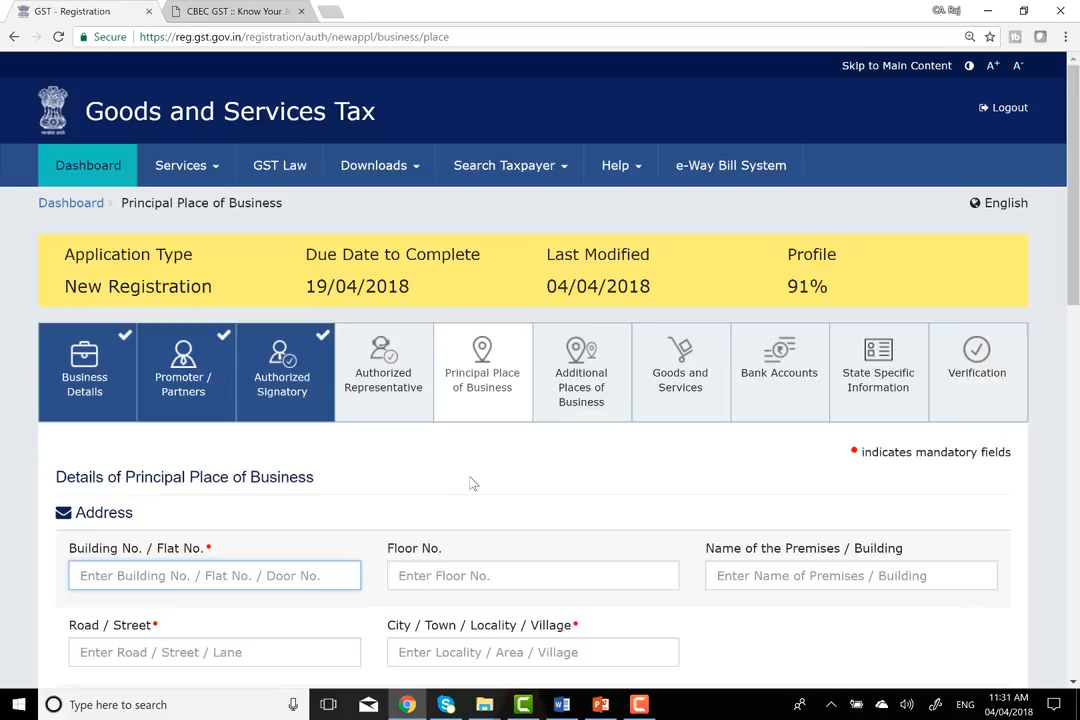 GST - Registration
CBEC GST :: Know Your J
CA. Raj
Secure
https://reg.gst.gov.in/registration/auth/newappl/business/place
Skip to Main Content A+ A-
Goods and Services Tax
Logout
Dashboard Services GST Law Downloads Search Taxpayer Help e-Way Bill System
Dashboard Principal Place of Business
English
Application Type Due Date to Complete Last Modified Profile
New Registration 19/04/2018 04/04/2018 91%
Business Details
Promoter / Partners
Authorized Signatory
Authorized Representative
Principal Place of Business
Additional Places of Business
Goods and Services
Bank Accounts
State Specific Information
Verification
• indicates mandatory fields
Details of Principal Place of Business
Address
Building No. / Flat No.• Floor No. Name of the Premises / Building
Enter Building No. / Flat No. / Door No. Enter Floor No. Enter Name of Premises / Building
Road / Street• City / Town / Locality / Village•
Enter Road / Street / Lane Enter Locality / Area / Village
Type here to search
ENG
11:31 AM
04/04/2018